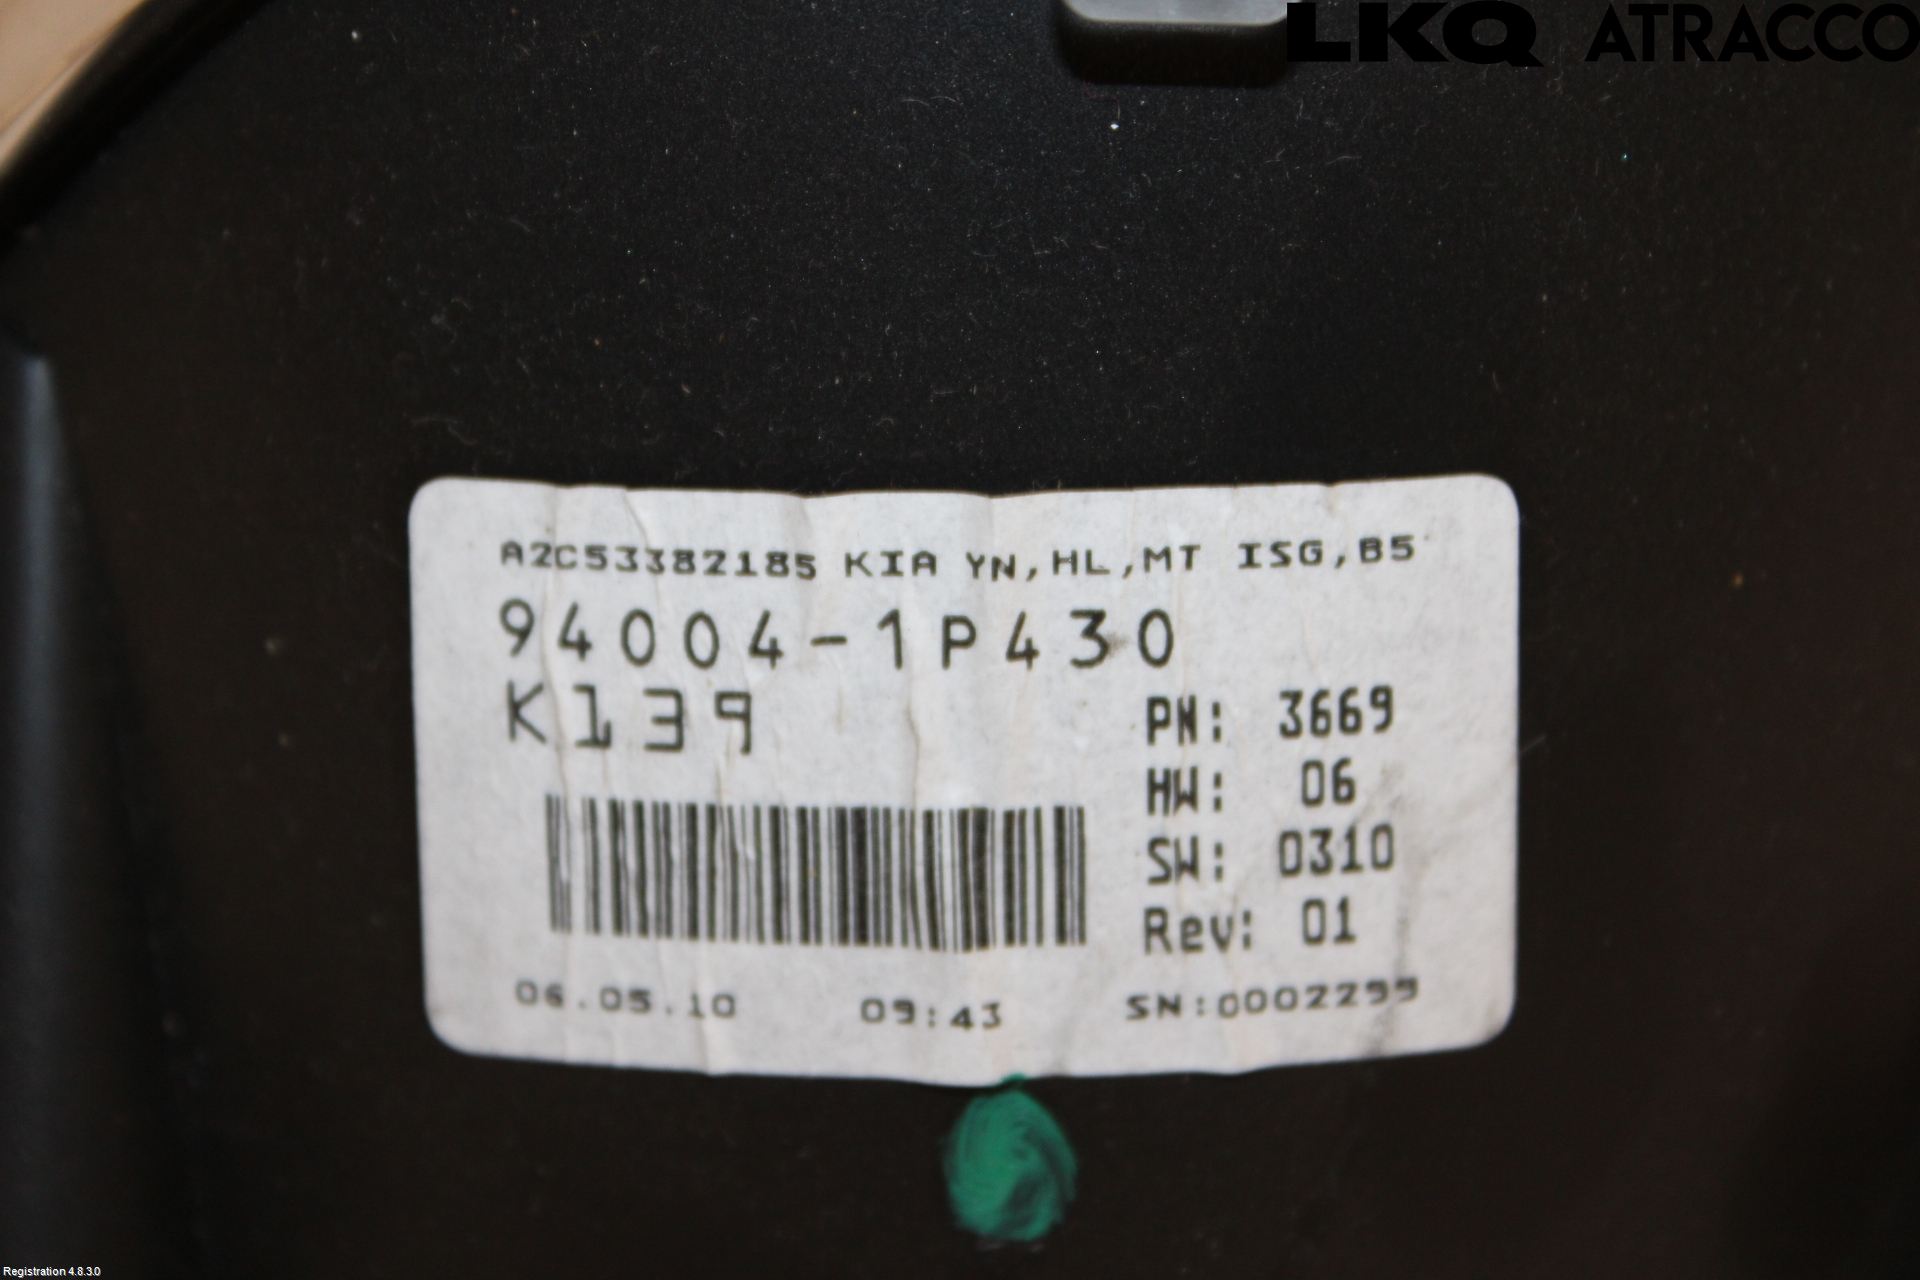 LKQ ATRACCO
A2C53382185 KIA YN,HL,MT ISG,B5
94004-1P430
K139
PN: 3669
HW: 06
SW: 0310
Rev: 01
06.05.10 09:43 SN:0002299
Registration 4.8.3.0